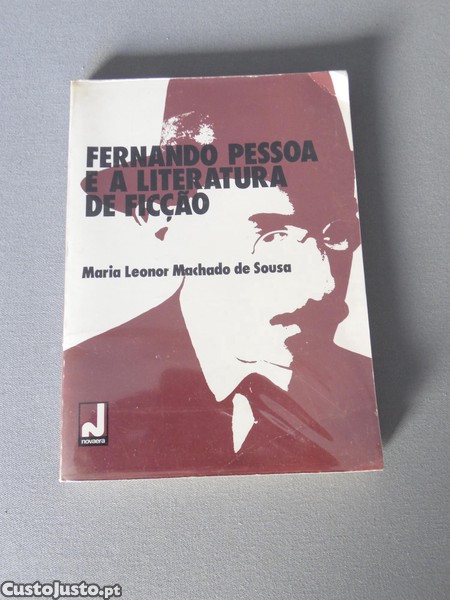 FERNANDO PESSOA
E A LITERATURA
DE FICÇÃO
Maria Leonor Machado de Sousa
novaera
CustoJusto.pt